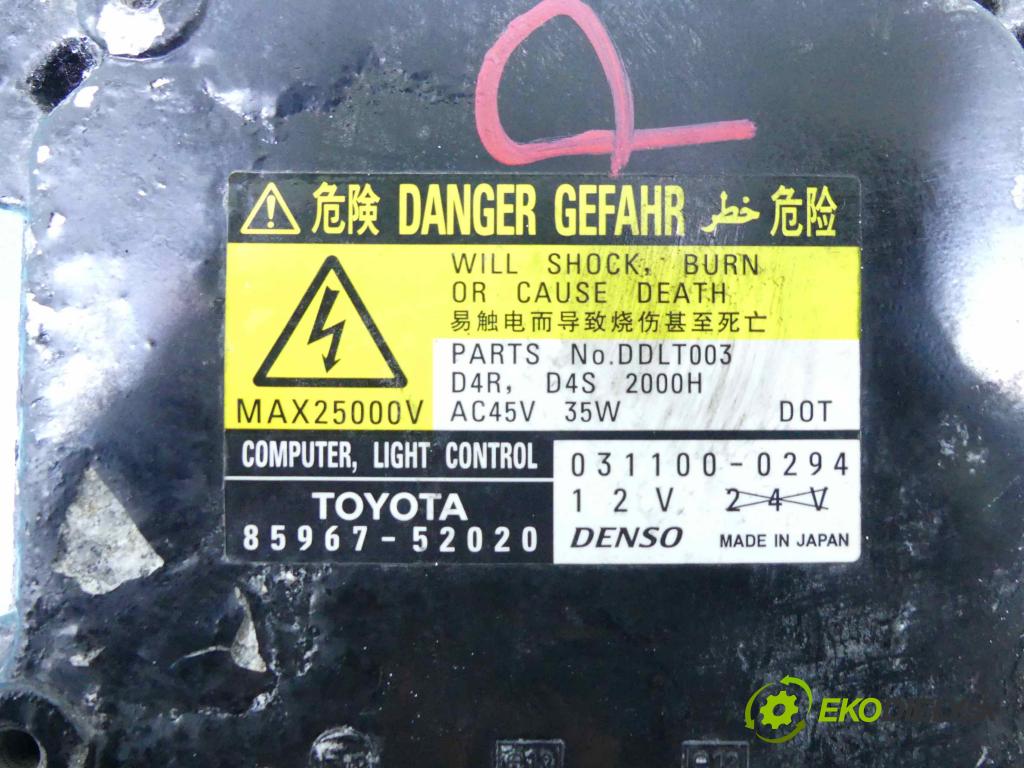 危険 DANGER GEFAHR خطر 危险
WILL SHOCK, BURN
OR CAUSE DEATH
易触电而导致烧伤甚至死亡
MAX25000V
PARTS No.DDLT003
D4R, D4S 2000H
AC45V 35W DOT
COMPUTER, LIGHT CONTROL
TOYOTA
85967-52020
031100-0294
12V 24V
DENSO MADE IN JAPAN
EKO